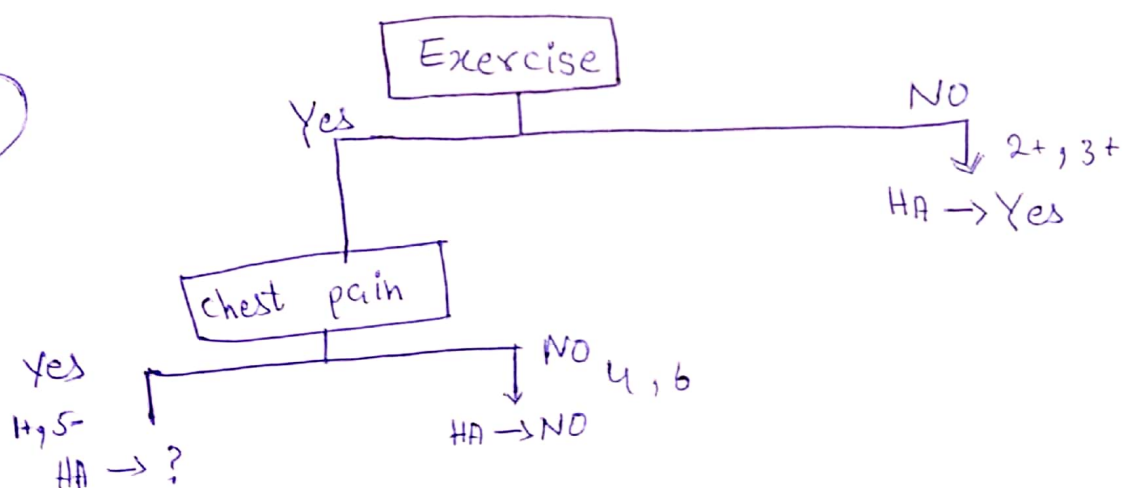 Exercise
Yes
NO
2+, 3+
HA → Yes
chest pain
Yes
NO
4, 6
1+, 5-
HA → NO
HA → ?